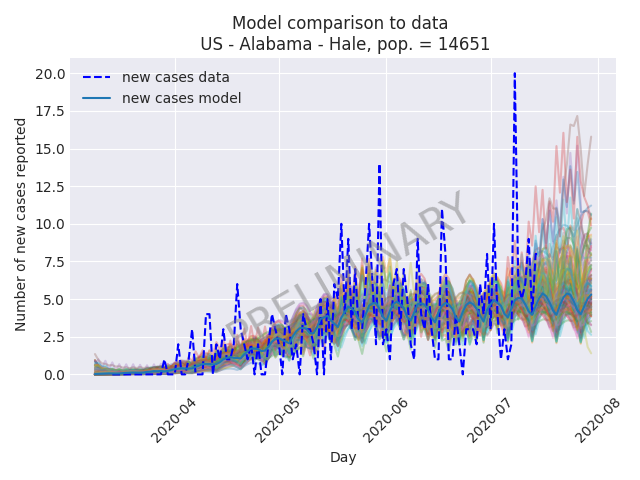 Model comparison to data
US - Alabama - Hale, pop. = 14651
new cases data
new cases model
Number of new cases reported
20.0
17.5
15.0
12.5
10.0
7.5
5.0
2.5
0.0
PRELIMINARY
2020-04
2020-05
2020-06
2020-07
2020-08
Day